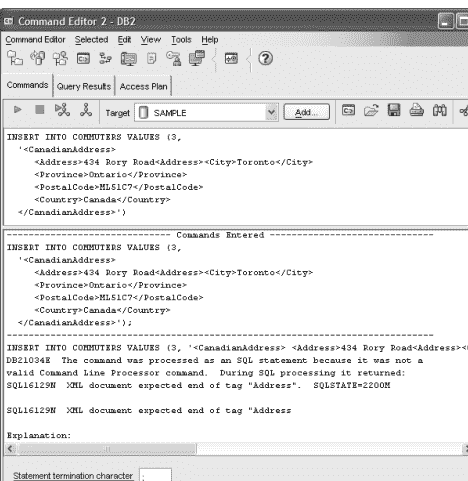 Command Editor 2 - DB2
Command Editor Selected Edit View Tools Help
Commands Query Results Access Plan
Target SAMPLE Add...
INSERT INTO COMMUTERS VALUES (3,
'<CanadianAddress>
<Address>434 Rory Road<Address><City>Toronto</City>
<Province>Ontario</Province>
<PostalCode>ML51C7</PostalCode>
<Country>Canada</Country>
</CanadianAddress>')
------------------------------ Commands Entered ------------------------------
INSERT INTO COMMUTERS VALUES (3,
'<CanadianAddress>
<Address>434 Rory Road<Address><City>Toronto</City>
<Province>Ontario</Province>
<PostalCode>ML51C7</PostalCode>
<Country>Canada</Country>
</CanadianAddress>');
------------------------------------------------------------------------------
INSERT INTO COMMUTERS VALUES (3, '<CanadianAddress> <Address>434 Rory Road<Address><
DB21034E The command was processed as an SQL statement because it was not a
valid Command Line Processor command. During SQL processing it returned:
SQL16129N XML document expected end of tag "Address". SQLSTATE=2200M
SQL16129N XML document expected end of tag "Address
Explanation:
Statement termination character ;